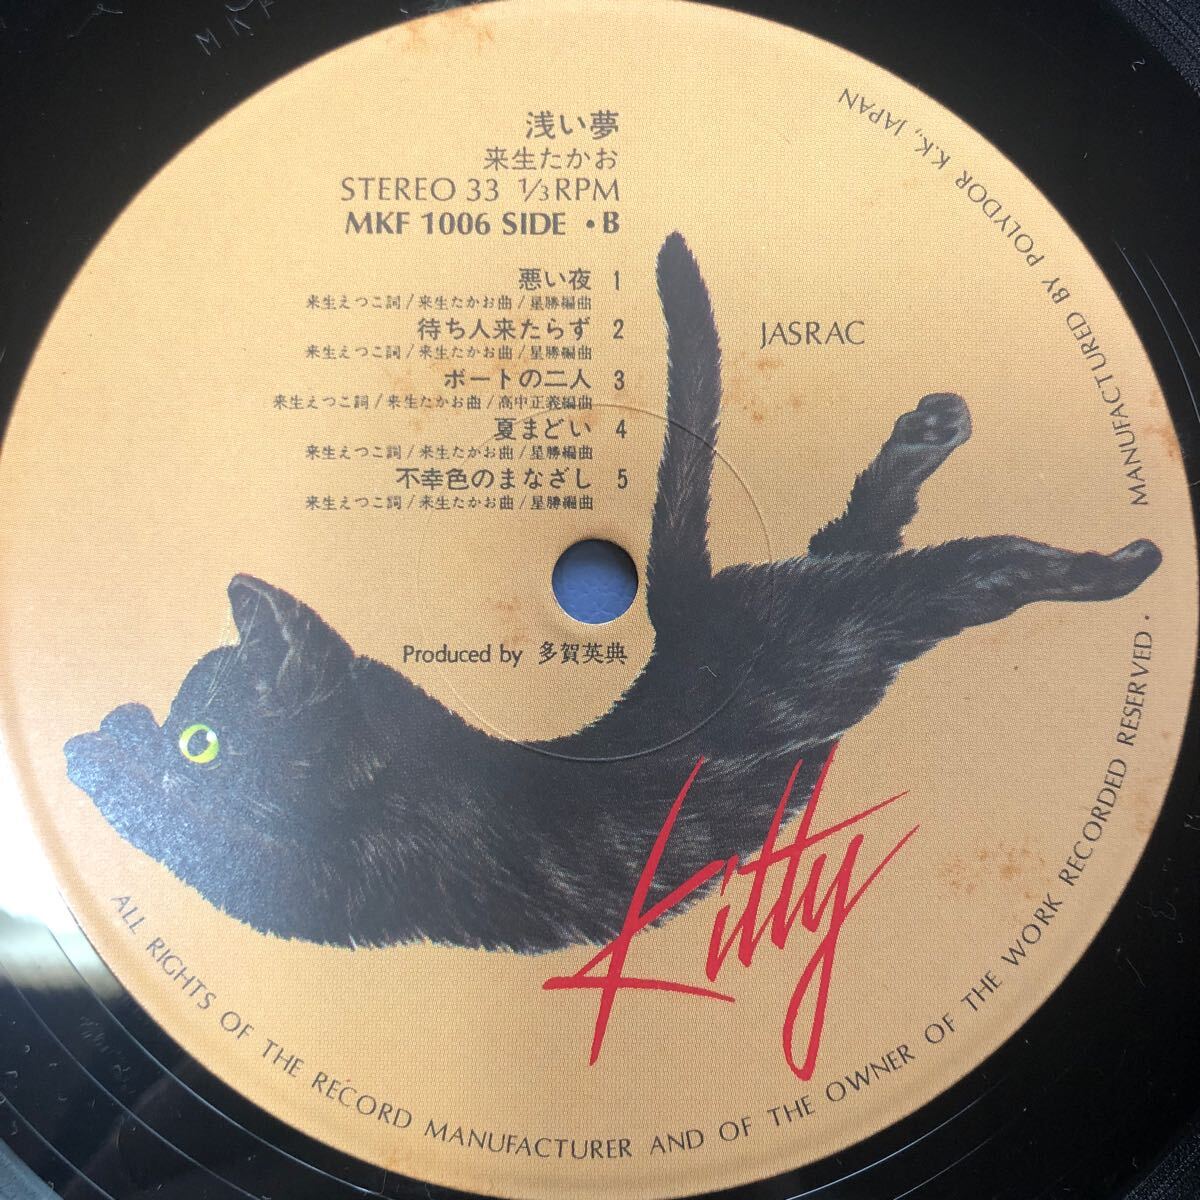 浅い夢
来生たかお
STEREO 33 1/3 RPM
MKF 1006 SIDE ・B
悪い夜 1
来生えつこ詞/来生たかお曲/星勝編曲
待ち人来たらず 2
来生えつこ詞/来生たかお曲/星勝編曲
ボートの二人 3
来生えつこ詞/来生たかお曲/高中正義編曲
夏まどい 4
来生えつこ詞/来生たかお曲/星勝編曲
不幸色のまなざし 5
来生えつこ詞/来生たかお曲/星勝編曲
JASRAC
Produced by 多賀英典
Kitty
ALL RIGHTS OF THE RECORD MANUFACTURER AND OF THE OWNER OF THE WORK RECORDED RESERVED・MANUFACTURED BY POLYDOR K.K., JAPAN
MKF